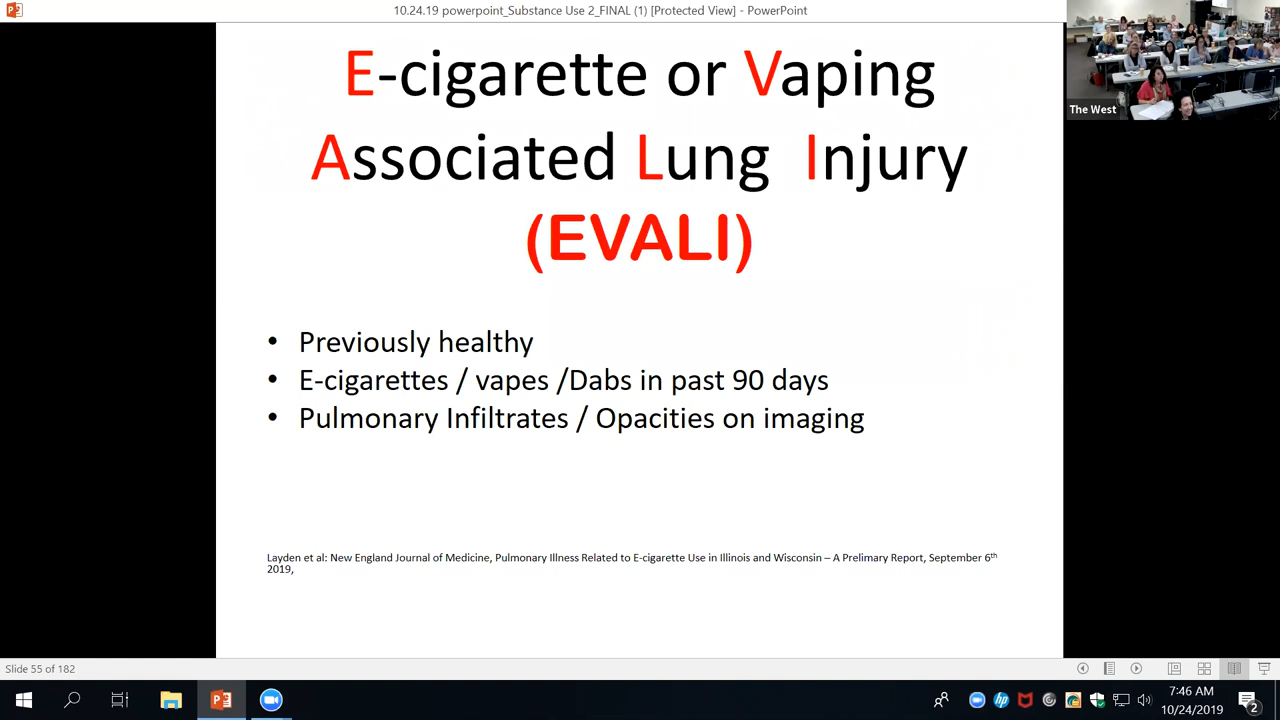 10.24.19 powerpoint_Substance Use 2_FINAL (1) [Protected View] - PowerPoint
E-cigarette or Vaping
Associated Lung Injury
(EVALI)
• Previously healthy
• E-cigarettes / vapes /Dabs in past 90 days
• Pulmonary Infiltrates / Opacities on imaging
Layden et al: New England Journal of Medicine, Pulmonary Illness Related to E-cigarette Use in Illinois and Wisconsin – A Prelimary Report, September 6th
2019,
The West
Slide 55 of 182
7:46 AM
10/24/2019
2